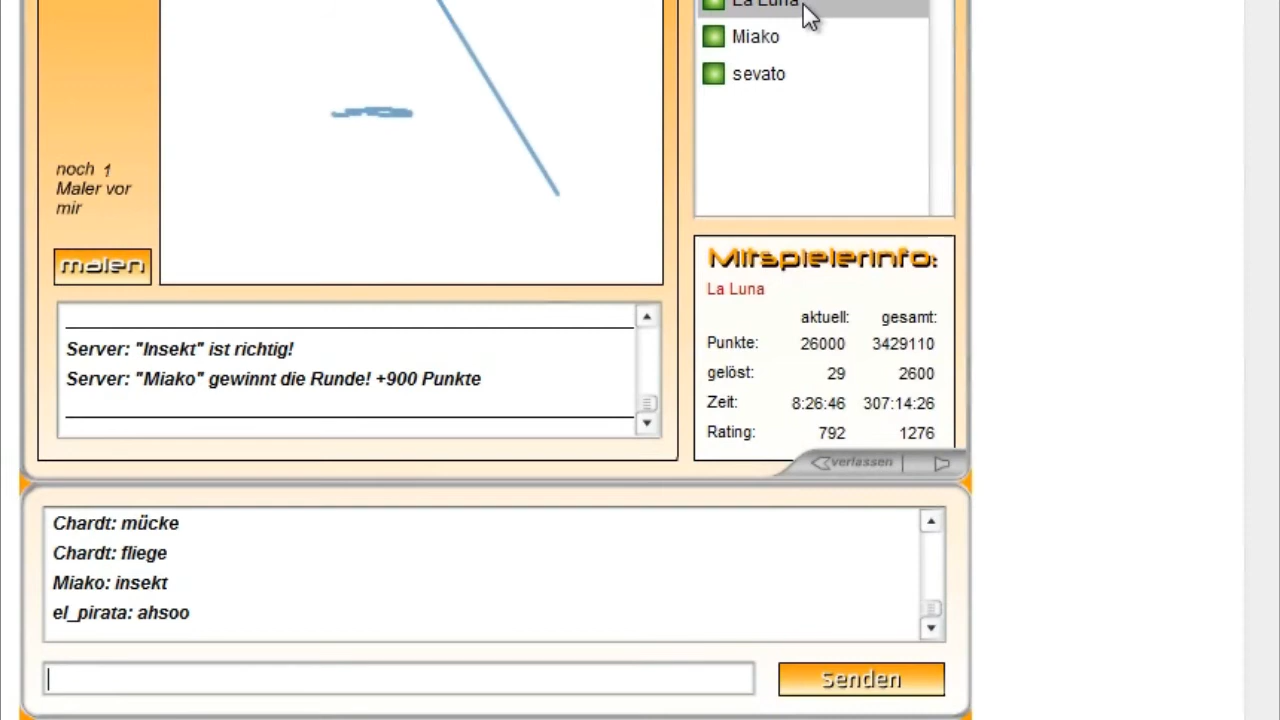 La Luna
Miako
sevato
noch 1
Maler vor
mir
malen
Server: "Insekt" ist richtig!
Server: "Miako" gewinnt die Runde! +900 Punkte
Mitspielerinfo:
La Luna
aktuell: gesamt:
Punkte: 26000 3429110
gelöst: 29 2600
Zeit: 8:26:46 307:14:26
Rating: 792 1276
verlassen
Chardt: mücke
Chardt: fliege
Miako: insekt
el_pirata: ahsoo
Senden